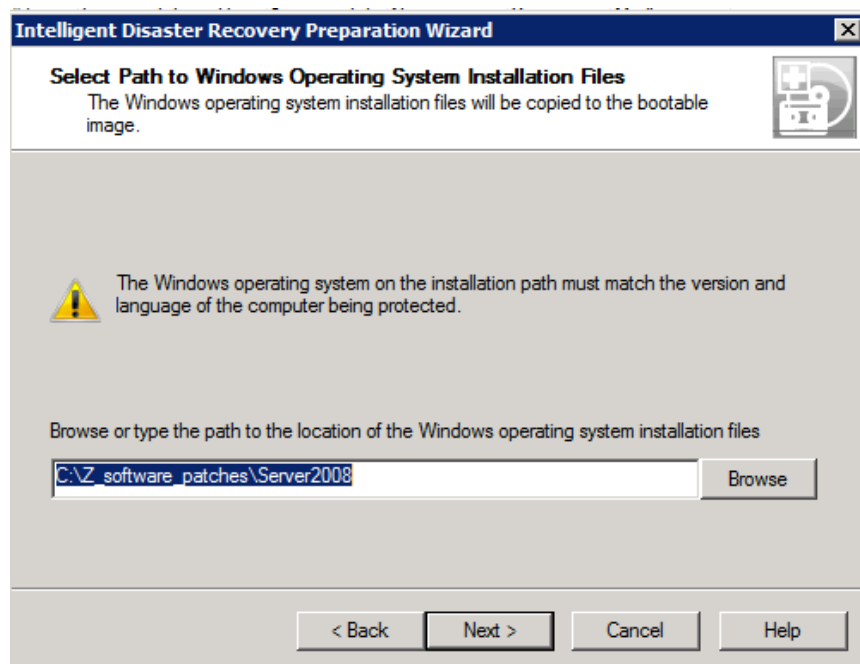 Intelligent Disaster Recovery Preparation Wizard
Select Path to Windows Operating System Installation Files
The Windows operating system installation files will be copied to the bootable
image.
The Windows operating system on the installation path must match the version and
language of the computer being protected.
Browse or type the path to the location of the Windows operating system installation files
C:\Z_software_patches\Server2008
Browse
< Back
Next >
Cancel
Help